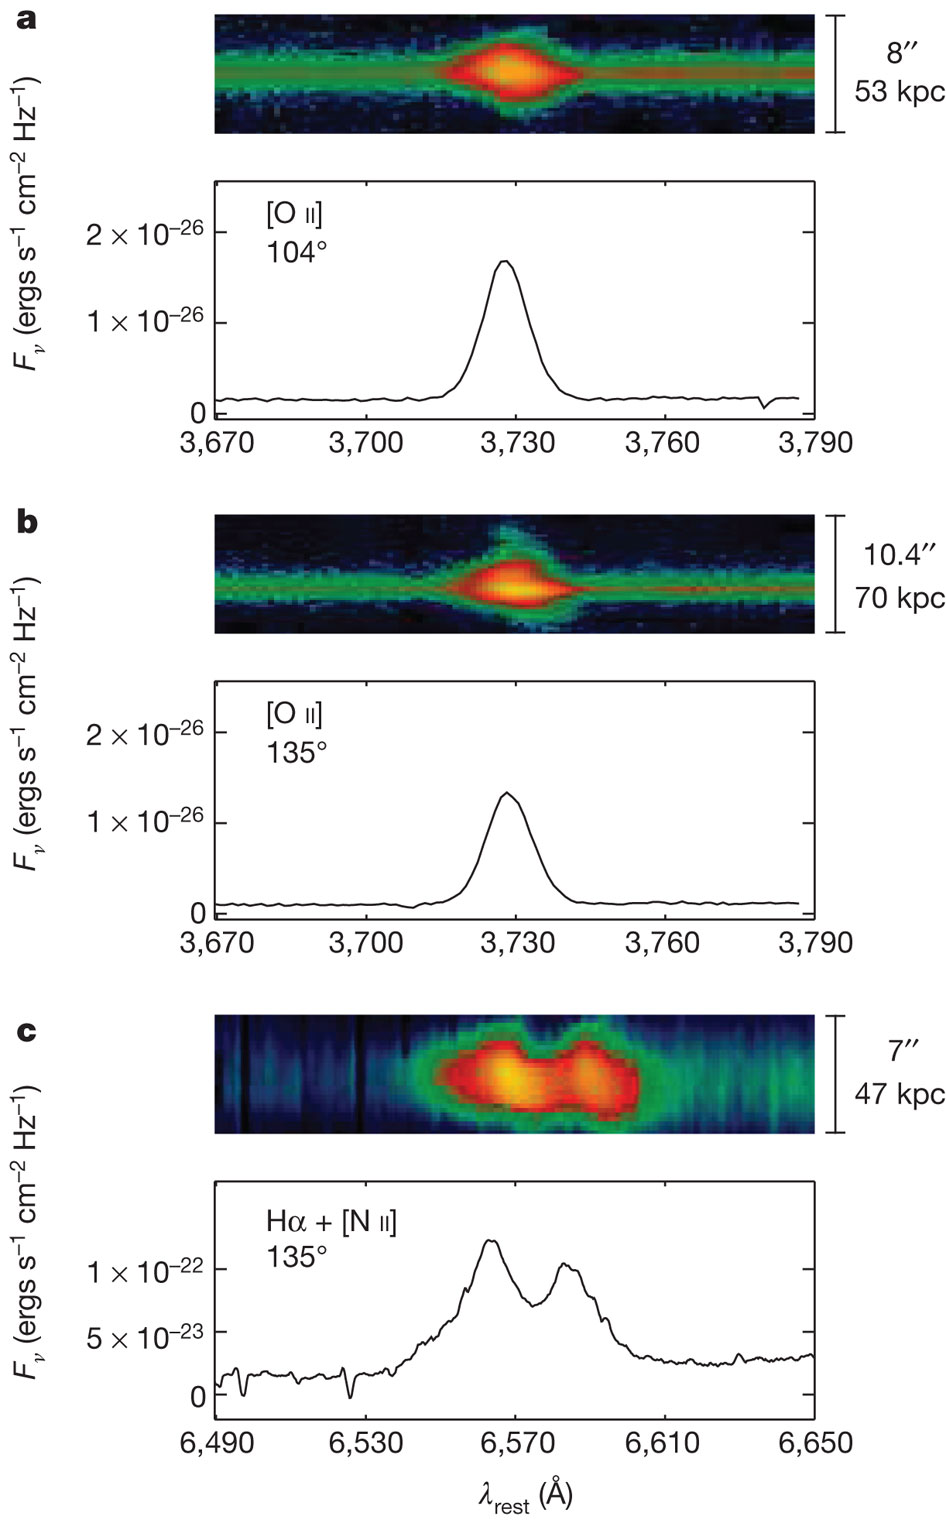 a
8″
53 kpc
F𝜈 (ergs s⁻¹ cm⁻² Hz⁻¹)
[O II]
104°
2 × 10⁻²⁶
1 × 10⁻²⁶
0
3,670 3,700 3,730 3,760 3,790
b
10.4″
70 kpc
F𝜈 (ergs s⁻¹ cm⁻² Hz⁻¹)
[O II]
135°
2 × 10⁻²⁶
1 × 10⁻²⁶
0
3,670 3,700 3,730 3,760 3,790
c
7″
47 kpc
F𝜈 (ergs s⁻¹ cm⁻² Hz⁻¹)
Hα + [N II]
135°
1 × 10⁻²²
5 × 10⁻²³
0
6,490 6,530 6,570 6,610 6,650
λrest (Å)